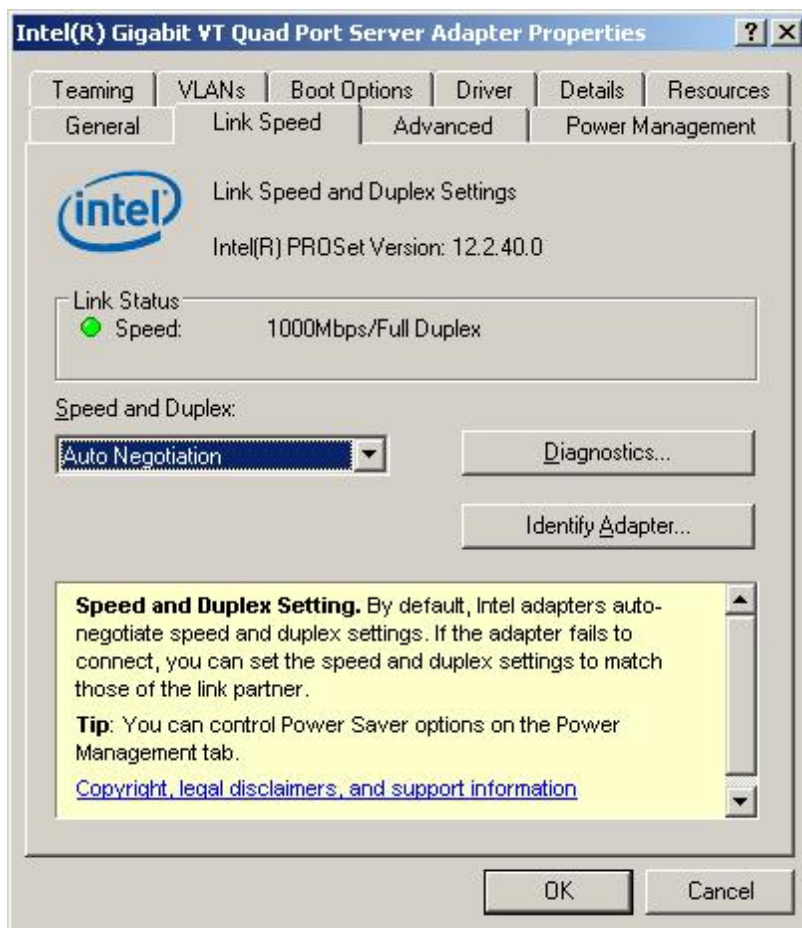 Intel(R) Gigabit VT Quad Port Server Adapter Properties
Teaming VLANs Boot Options Driver Details Resources
General Link Speed Advanced Power Management
intel
Link Speed and Duplex Settings
Intel(R) PROSet Version: 12.2.40.0
Link Status
Speed: 1000Mbps/Full Duplex
Speed and Duplex:
Auto Negotiation
Diagnostics...
Identify Adapter...
Speed and Duplex Setting. By default, Intel adapters auto-
negotiate speed and duplex settings. If the adapter fails to
connect, you can set the speed and duplex settings to match
those of the link partner.
Tip: You can control Power Saver options on the Power
Management tab.
Copyright, legal disclaimers, and support information
OK Cancel